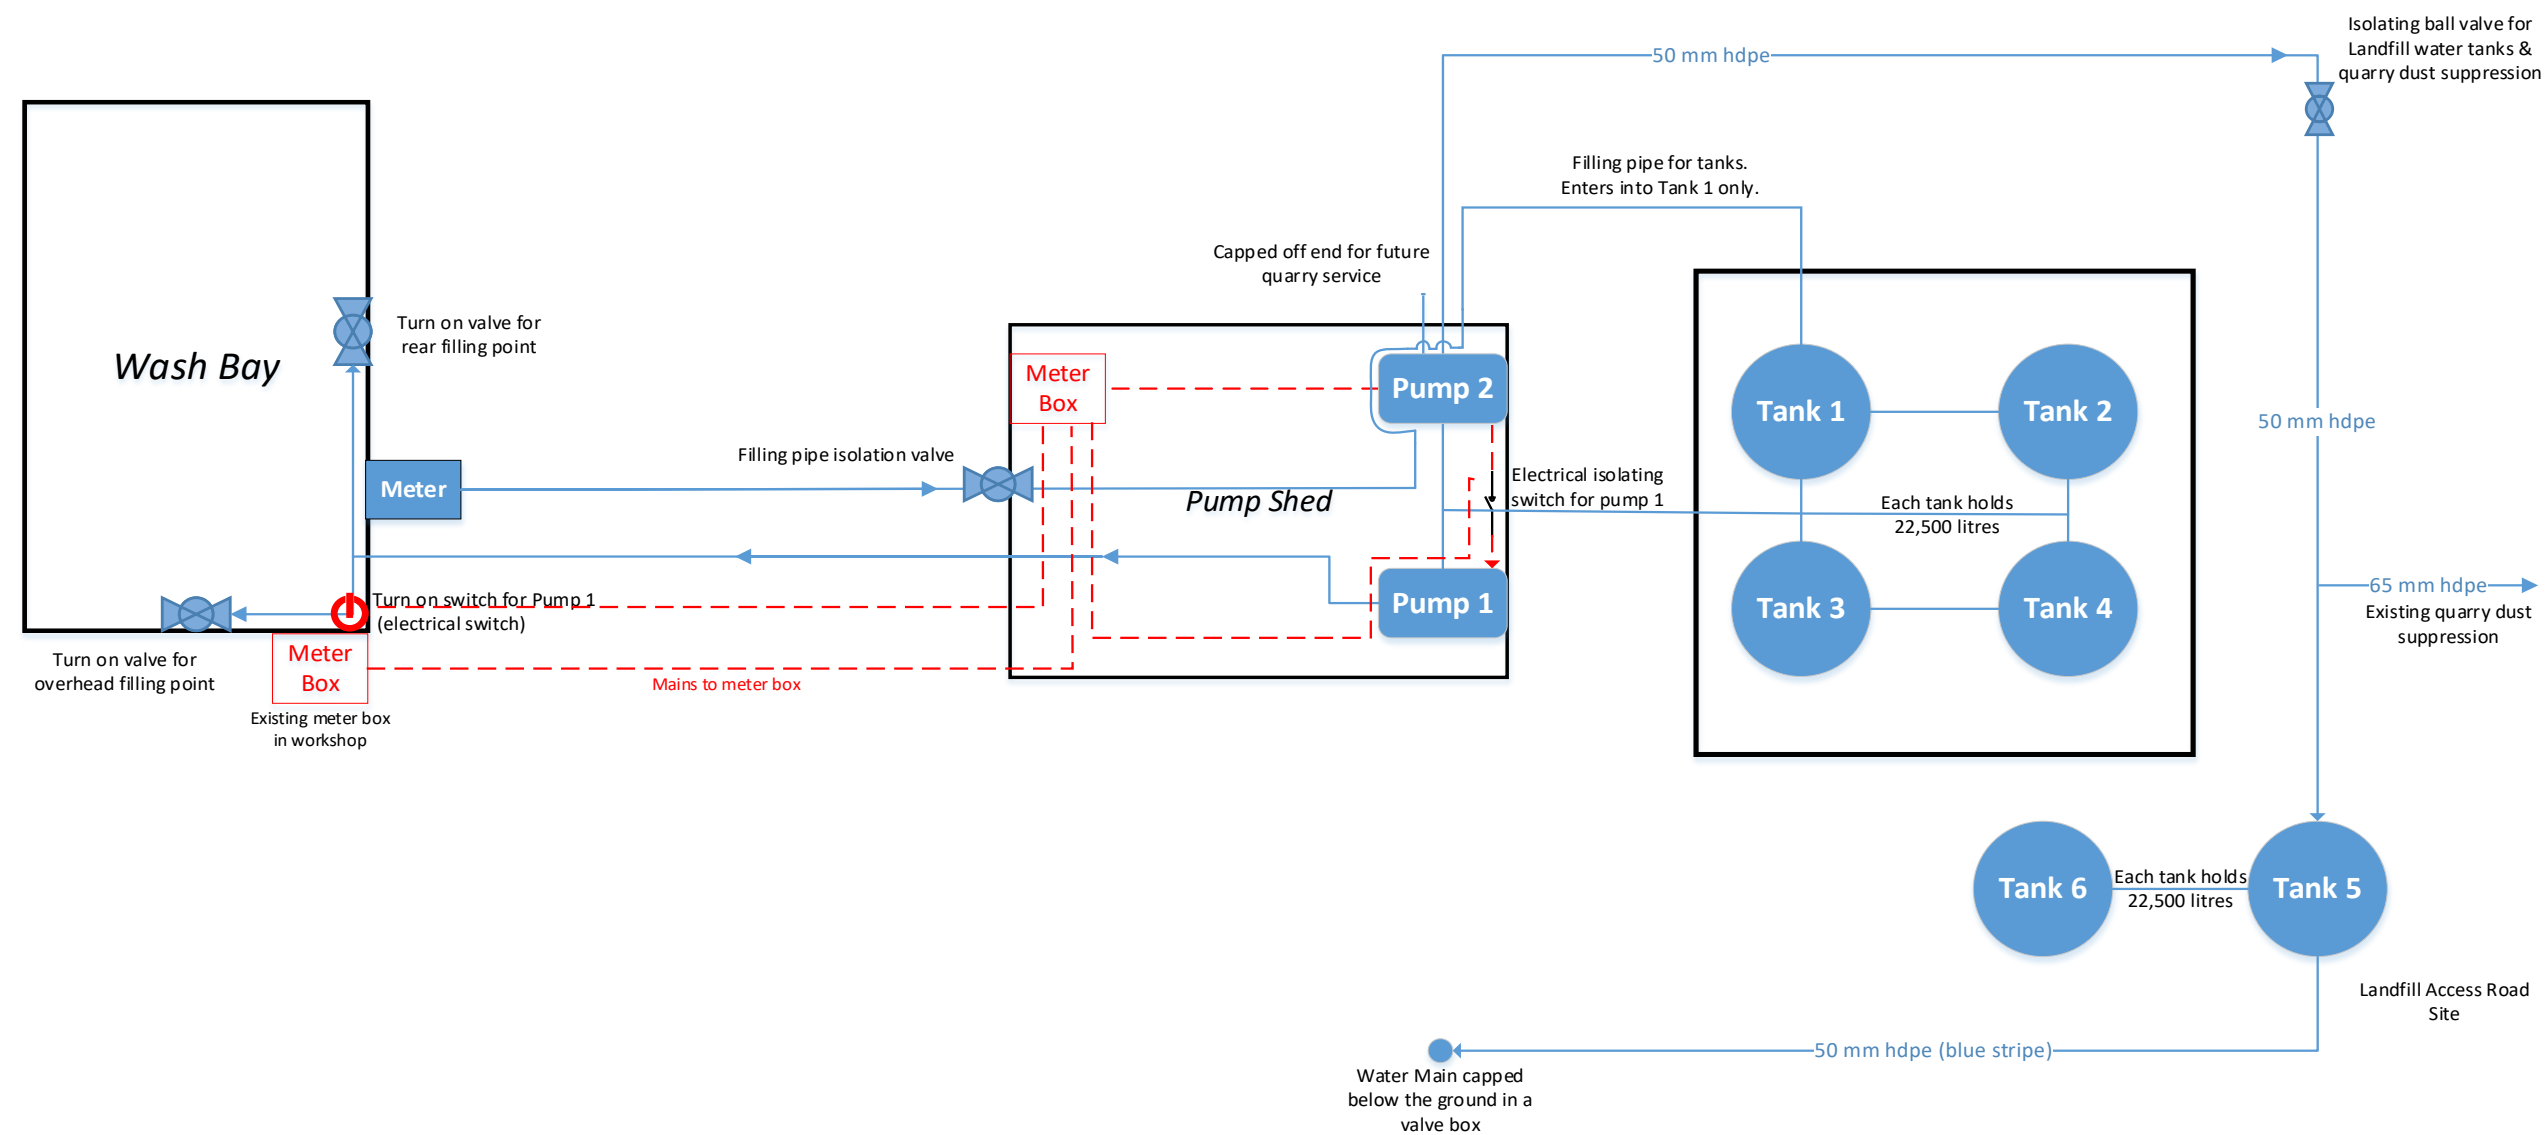 Isolating ball valve for
Landfill water tanks &
quarry dust suppression
50 mm hdpe
Filling pipe for tanks.
Enters into Tank 1 only.
Capped off end for future
quarry service
Wash Bay
Turn on valve for
rear filling point
Meter
Box
Pump 2
Tank 1
Tank 2
50 mm hdpe
Filling pipe isolation valve
Meter
Pump Shed
Electrical isolating
switch for pump 1
Each tank holds
22,500 litres
Turn on switch for Pump 1
(electrical switch)
Pump 1
Tank 3
Tank 4
65 mm hdpe
Existing quarry dust
suppression
Turn on valve for
overhead filling point
Meter
Box
Mains to meter box
Existing meter box
in workshop
Tank 6
Each tank holds
22,500 litres
Tank 5
Landfill Access Road
Site
50 mm hdpe (blue stripe)
Water Main capped
below the ground in a
valve box